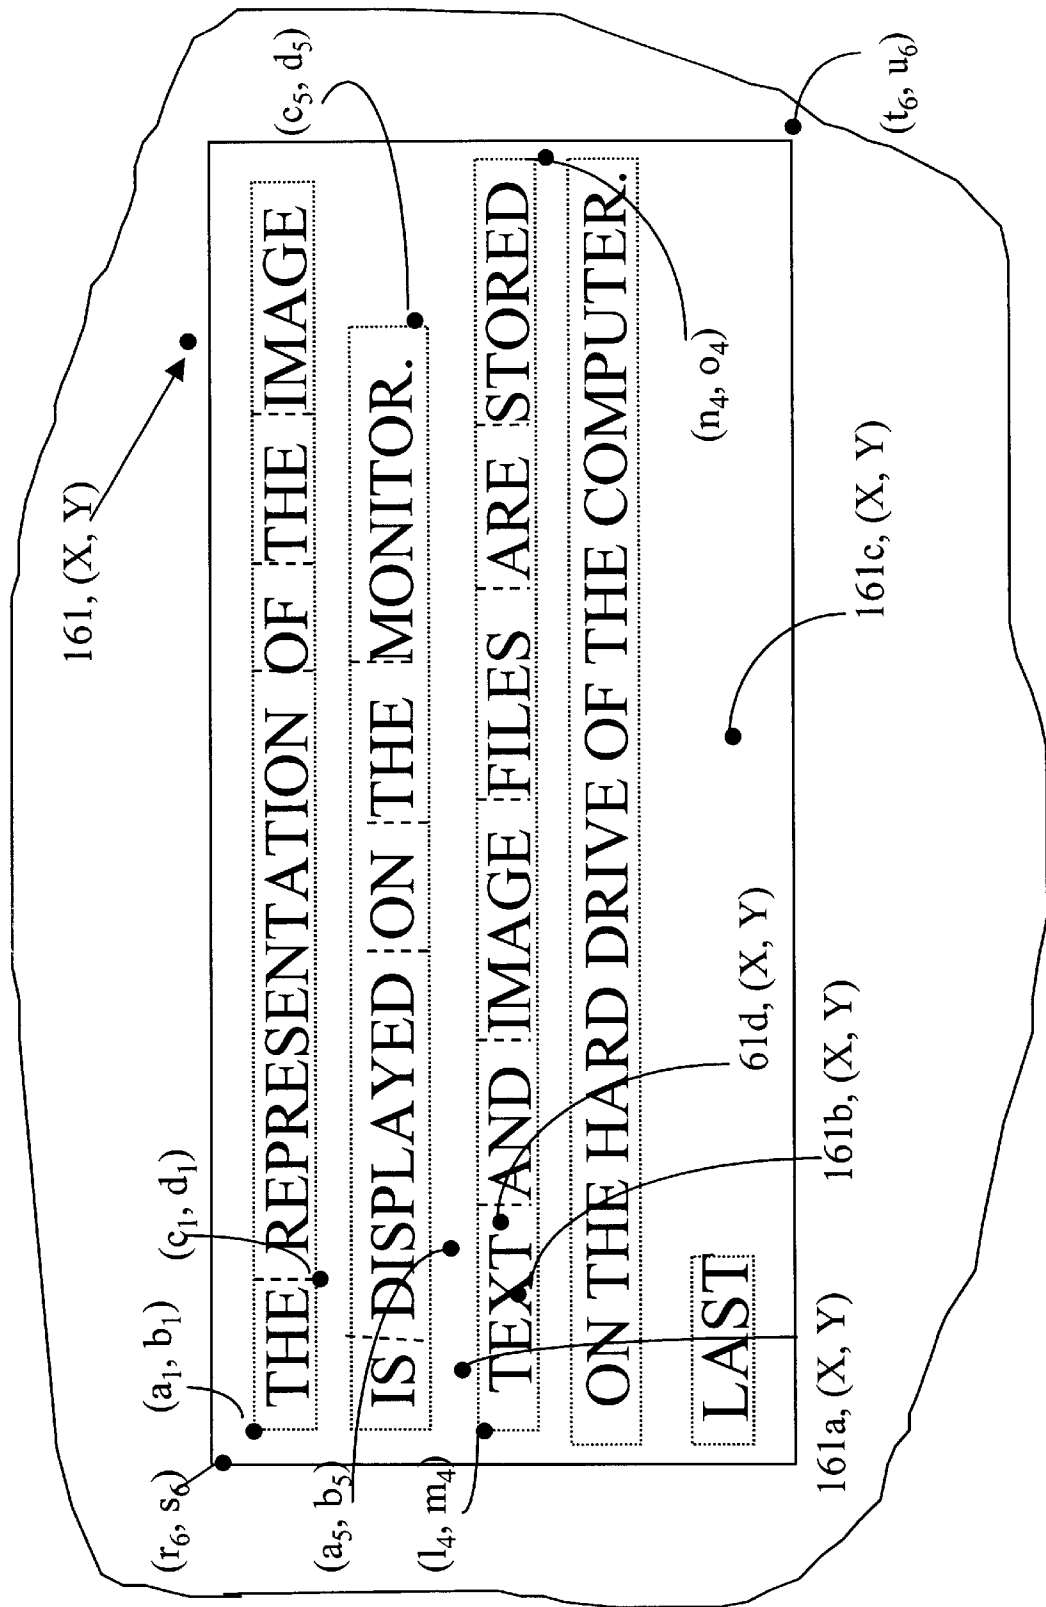 161, (X, Y)
(r₆, s₆)
(a₁, b₁)
(c₁, d₁)
(c₅, d₅)
THE REPRESENTATION OF THE IMAGE
IS DISPLAYED ON THE MONITOR.
(a₅, b₅)
(l₄, m₄)
TEXT AND IMAGE FILES ARE STORED
ON THE HARD DRIVE OF THE COMPUTER.
(n₄, o₄)
LAST
61d, (X, Y)
161a, (X, Y)
161b, (X, Y)
161c, (X, Y)
(t₆, u₆)